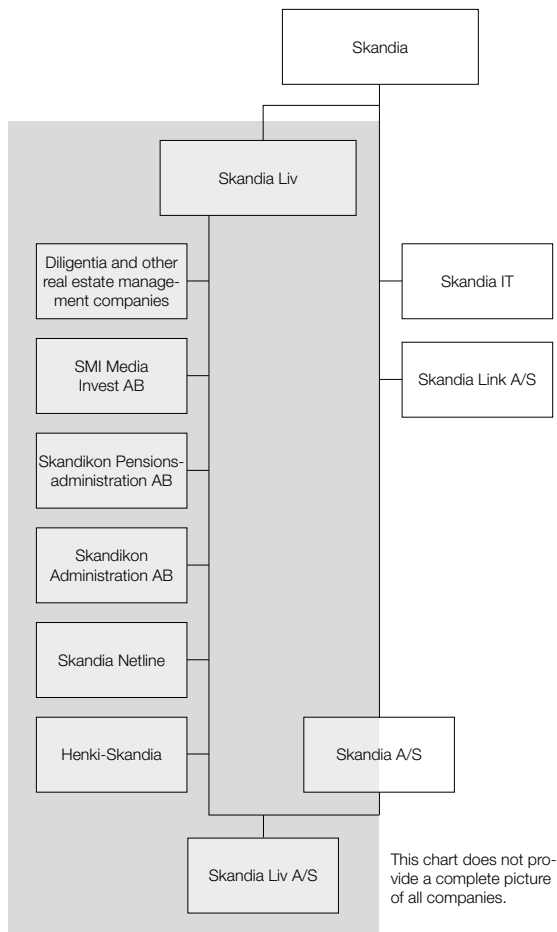 Skandia
Skandia Liv
Diligentia and other
real estate manage-
ment companies
Skandia IT
SMI Media
Invest AB
Skandia Link A/S
Skandikon Pensions-
administration AB
Skandikon
Administration AB
Skandia Netline
Henki-Skandia
Skandia A/S
Skandia Liv A/S
This chart does not pro-
vide a complete picture
of all companies.